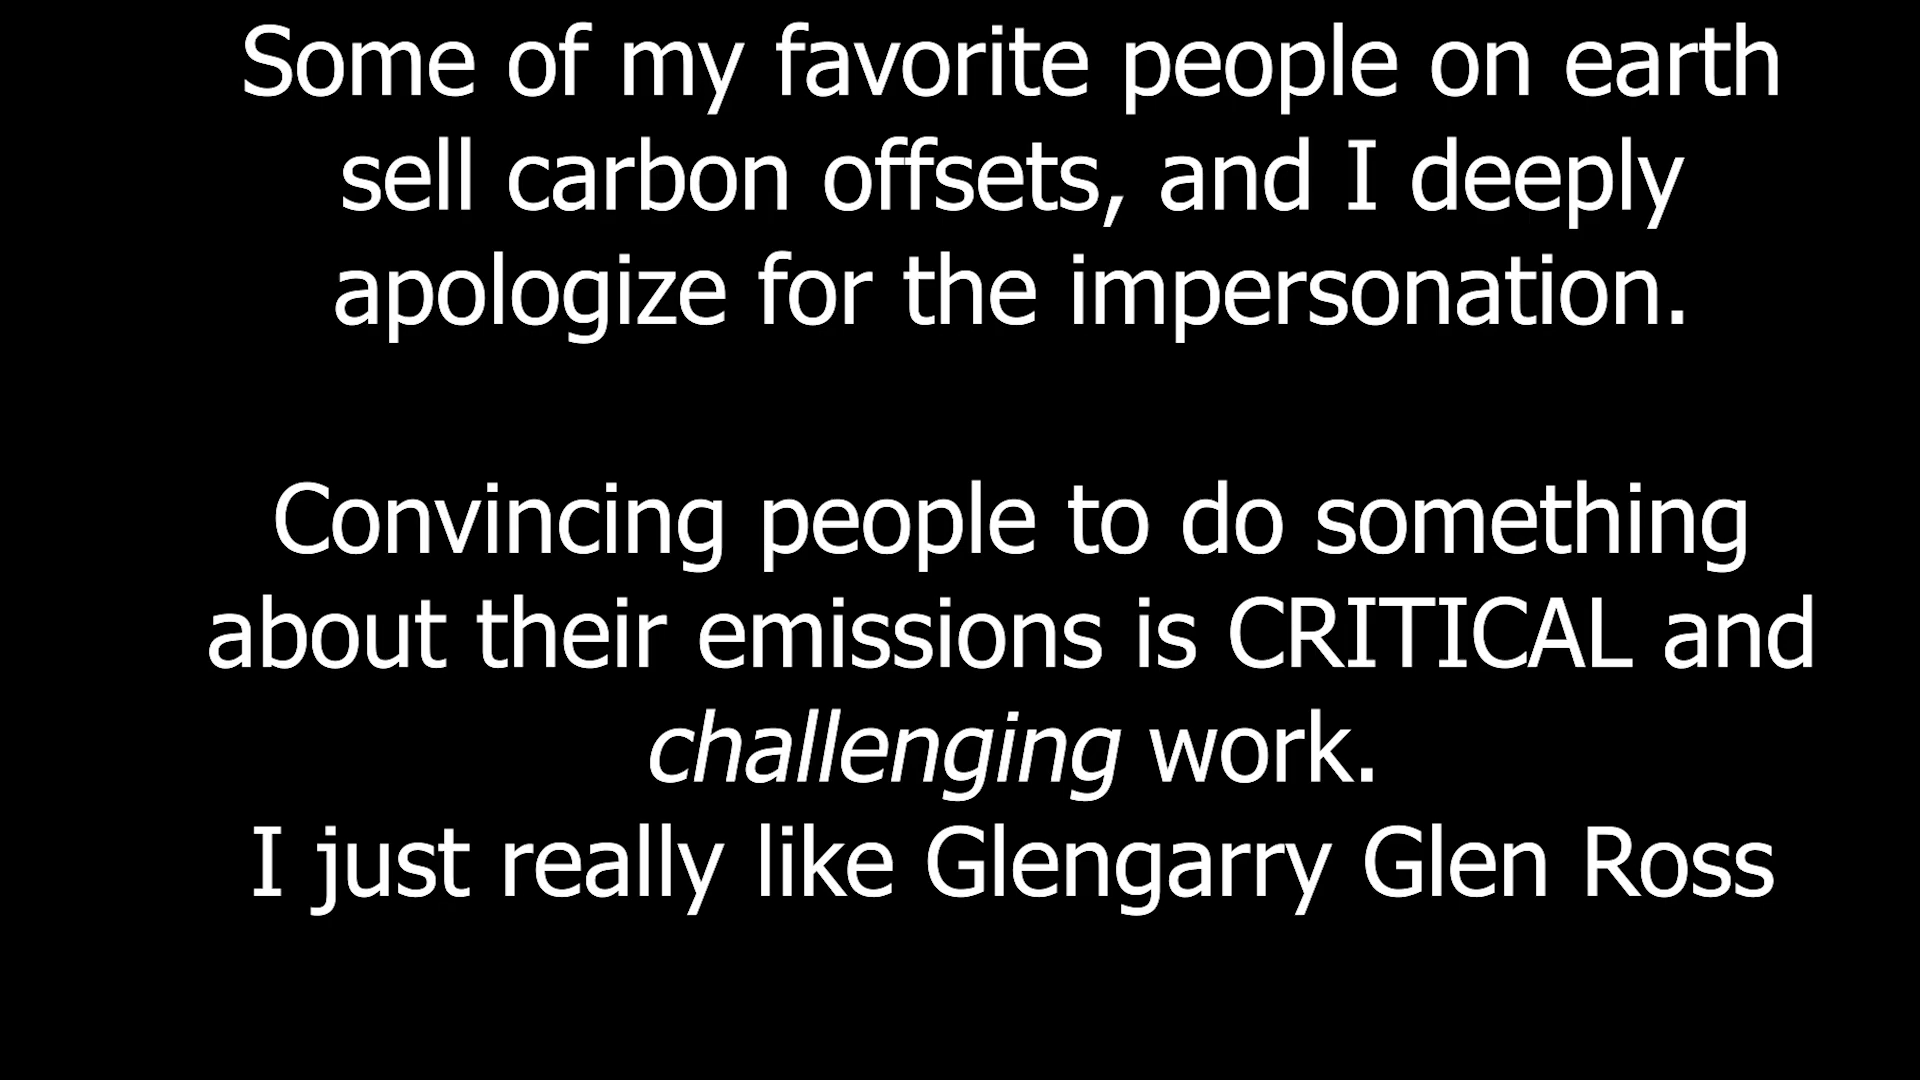 Some of my favorite people on earth
sell carbon offsets, and I deeply
apologize for the impersonation.
Convincing people to do something
about their emissions is CRITICAL and
challenging work.
I just really like Glengarry Glen Ross